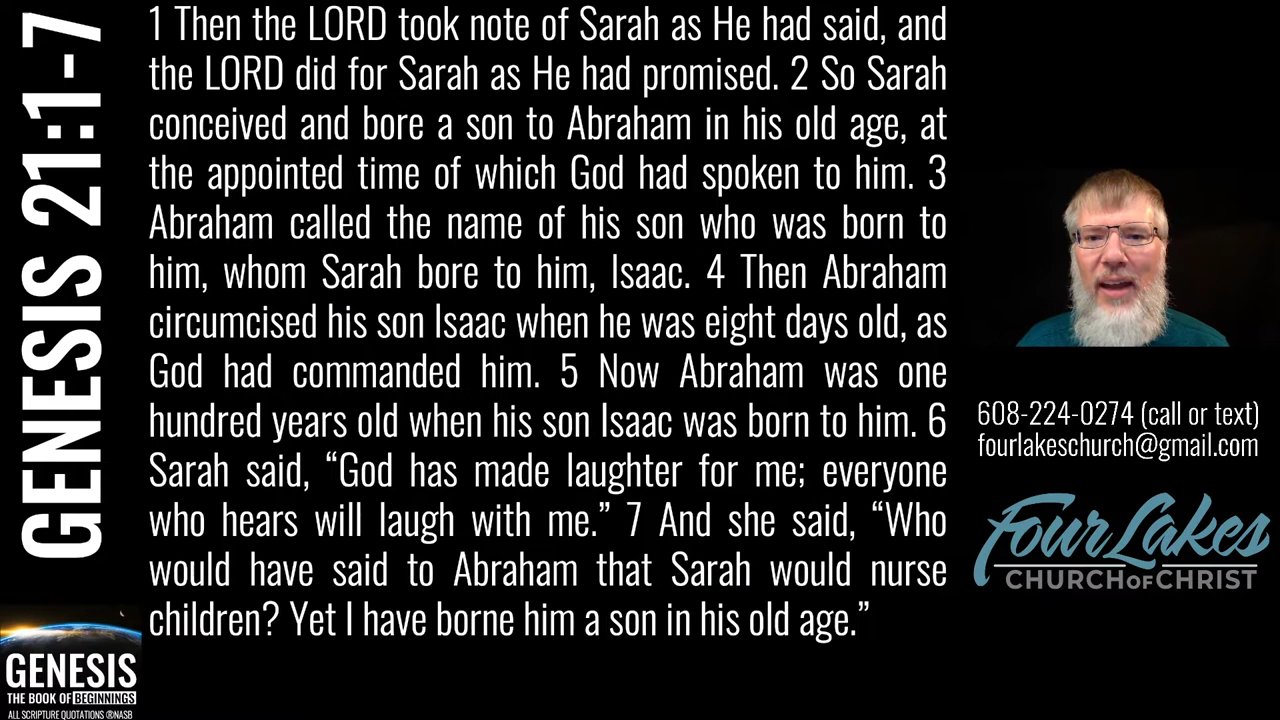 GENESIS 21:1-7
1 Then the LORD took note of Sarah as He had said, and
the LORD did for Sarah as He had promised. 2 So Sarah
conceived and bore a son to Abraham in his old age, at
the appointed time of which God had spoken to him. 3
Abraham called the name of his son who was born to
him, whom Sarah bore to him, Isaac. 4 Then Abraham
circumcised his son Isaac when he was eight days old, as
God had commanded him. 5 Now Abraham was one
hundred years old when his son Isaac was born to him. 6
Sarah said, “God has made laughter for me; everyone
who hears will laugh with me.” 7 And she said, “Who
would have said to Abraham that Sarah would nurse
children? Yet I have borne him a son in his old age.”
608-224-0274 (call or text)
fourlakeschurch@gmail.com
Four Lakes
CHURCH OF CHRIST
GENESIS
THE BOOK OF BEGINNINGS
ALL SCRIPTURE QUOTATIONS ®NASB